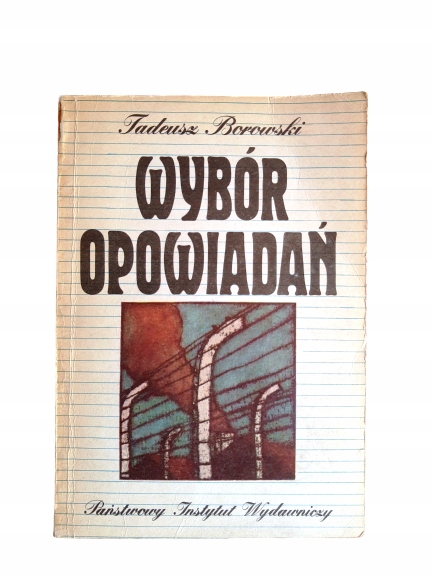 Tadeusz Borowski
WYBÓR
OPOWIADAŃ
Państwowy Instytut Wydawniczy